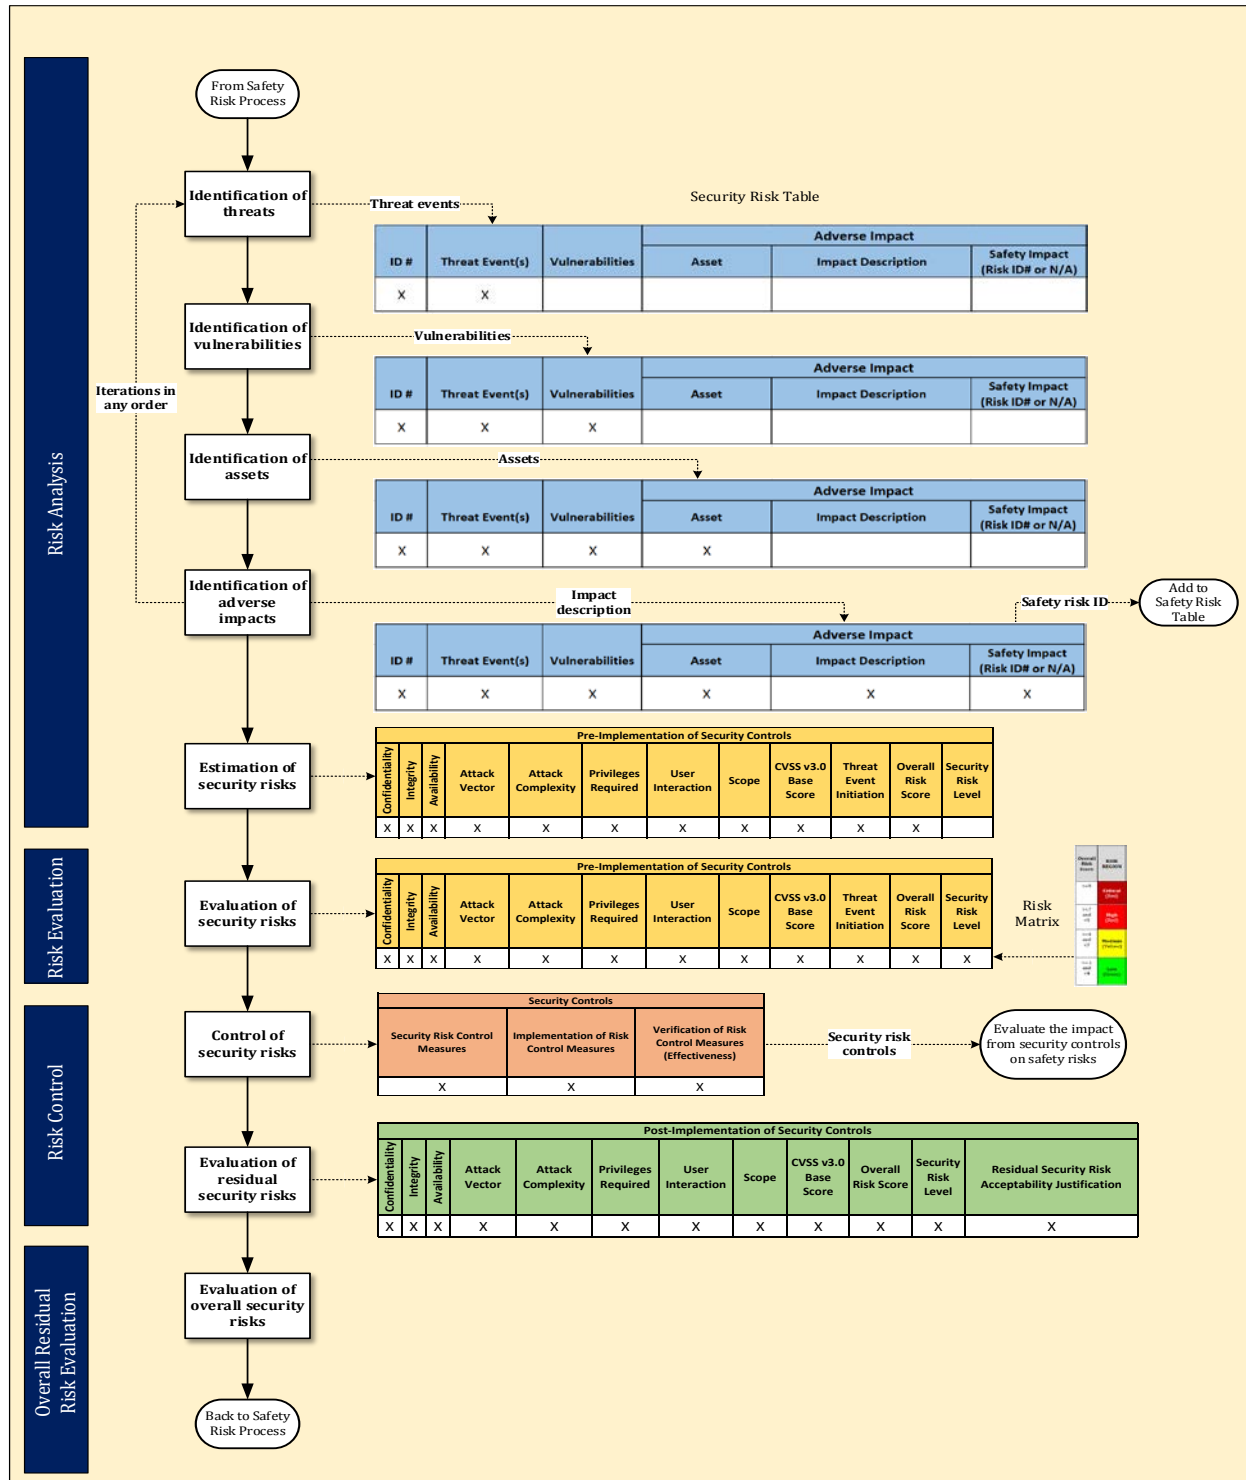 From Safety
Risk Process
Risk Analysis
Identification of
threats
Threat events
Security Risk Table
ID #
Threat Event(s)
Vulnerabilities
Adverse Impact
Asset
Impact Description
Safety Impact
(Risk ID# or N/A)
X X
Identification of
vulnerabilities
Vulnerabilities
ID #
Threat Event(s)
Vulnerabilities
Adverse Impact
Asset
Impact Description
Safety Impact
(Risk ID# or N/A)
X X X
Iterations in
any order
Identification of
assets
Assets
ID #
Threat Event(s)
Vulnerabilities
Adverse Impact
Asset
Impact Description
Safety Impact
(Risk ID# or N/A)
X X X X
Identification of
adverse
impacts
Impact
description
Safety risk ID
Add to
Safety Risk
Table
ID #
Threat Event(s)
Vulnerabilities
Adverse Impact
Asset
Impact Description
Safety Impact
(Risk ID# or N/A)
X X X X X X
Estimation of
security risks
Pre-Implementation of Security Controls
Confidentiality
Integrity
Availability
Attack
Vector
Attack
Complexity
Privileges
Required
User
Interaction
Scope
CVSS v3.0
Base
Score
Threat
Event
Initiation
Overall
Risk
Score
Security
Risk
Level
X X X X X X X X X X X
Risk Evaluation
Evaluation of
security risks
Pre-Implementation of Security Controls
Confidentiality
Integrity
Availability
Attack
Vector
Attack
Complexity
Privileges
Required
User
Interaction
Scope
CVSS v3.0
Base
Score
Threat
Event
Initiation
Overall
Risk
Score
Security
Risk
Level
X X X X X X X X X X X X
Risk
Matrix
Overall
Risk
Score
RISK
REGION
Critical
High
Medium
Low
Risk Control
Control of
security risks
Security Controls
Security Risk Control
Measures
Implementation of Risk
Control Measures
Verification of Risk
Control Measures
(Effectiveness)
X X X
Security risk
controls
Evaluate the impact
from security controls
on safety risks
Evaluation of
residual
security risks
Post-Implementation of Security Controls
Confidentiality
Integrity
Availability
Attack
Vector
Attack
Complexity
Privileges
Required
User
Interaction
Scope
CVSS v3.0
Base
Score
Overall
Risk Score
Security
Risk
Level
Residual Security Risk
Acceptability Justification
X X X X X X X X X X X X
Overall Residual
Risk Evaluation
Evaluation of
overall security
risks
Back to Safety
Risk Process